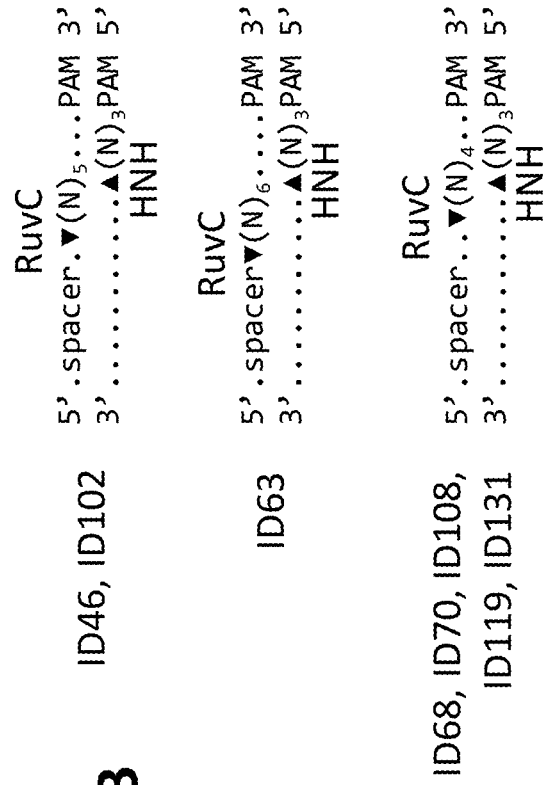 B
ID46, ID102
RuvC
5’.spacer.▼(N)₅....PAM 3’
3’...........▲(N)₃PAM 5’
HNH
ID63
RuvC
5’.spacer▼(N)₆....PAM 3’
3’...........▲(N)₃PAM 5’
HNH
ID68, ID70, ID108,
ID119, ID131
RuvC
5’.spacer..▼(N)₄...PAM 3’
3’...........▲(N)₃PAM 5’
HNH